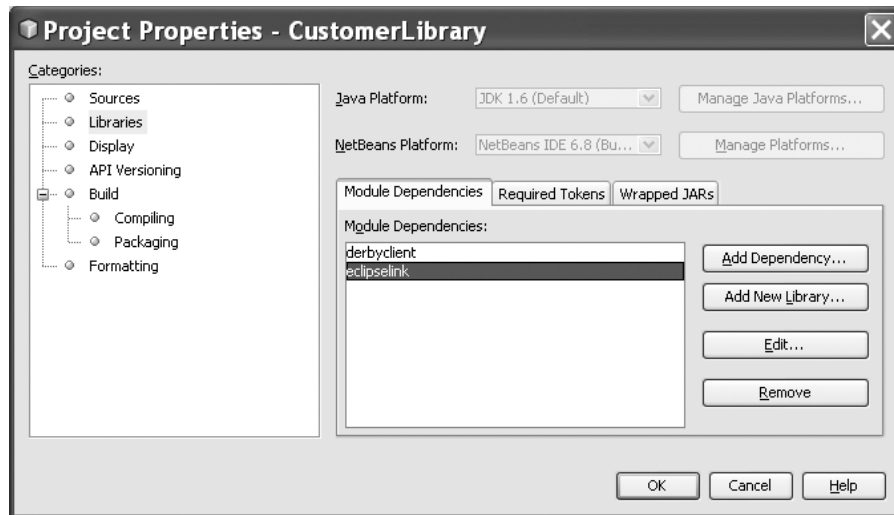 Project Properties - CustomerLibrary
Categories:
Sources
Libraries
Display
API Versioning
Build
Compiling
Packaging
Formatting
Java Platform: JDK 1.6 (Default) Manage Java Platforms...
NetBeans Platform: NetBeans IDE 6.8 (Bu... Manage Platforms...
Module Dependencies Required Tokens Wrapped JARs
Module Dependencies:
derbyclient
eclipselink
Add Dependency...
Add New Library...
Edit...
Remove
OK Cancel Help